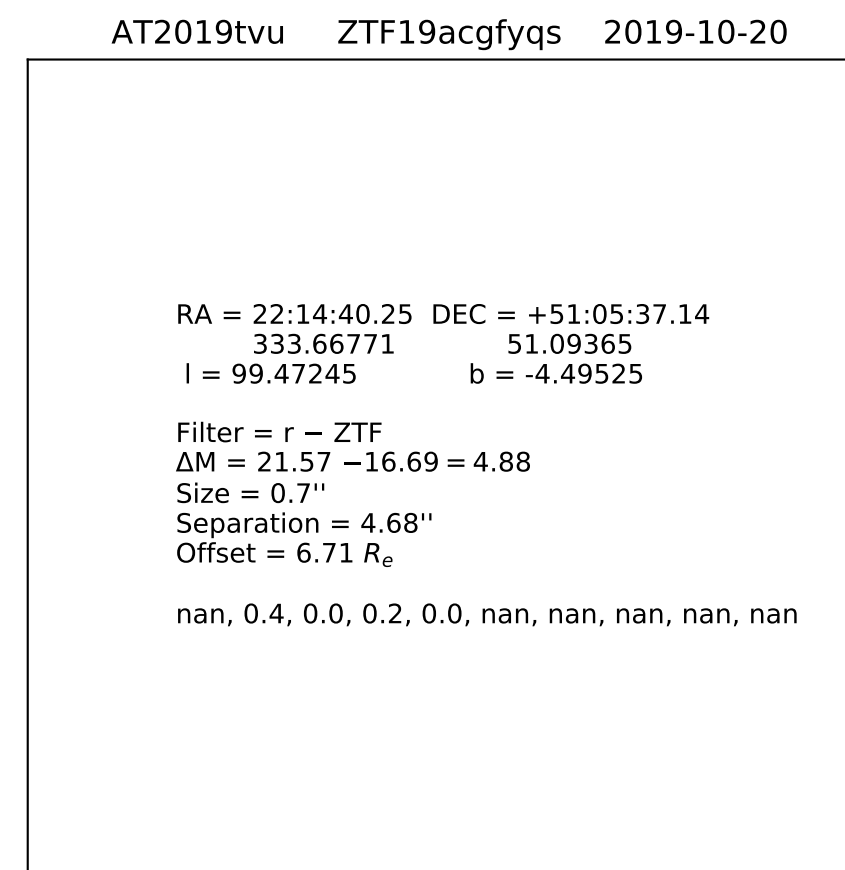 AT2019tvu ZTF19acgfyqs 2019-10-20
RA = 22:14:40.25 DEC = +51:05:37.14
333.66771 51.09365
l = 99.47245 b = -4.49525
Filter = r − ZTF
ΔM = 21.57 −16.69 = 4.88
Size = 0.7''
Separation = 4.68''
Offset = 6.71 Re
nan, 0.4, 0.0, 0.2, 0.0, nan, nan, nan, nan, nan